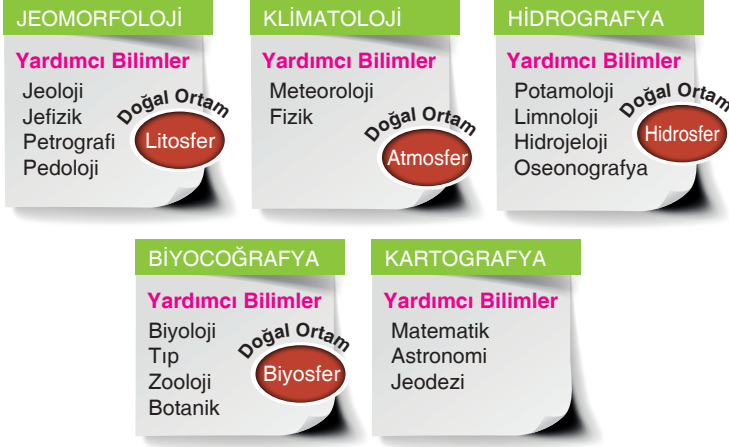 JEOMORFOLOJİ
Yardımcı Bilimler
Jeoloji
Jefizik
Petrografi
Pedoloji
Doğal Ortam
Litosfer
KLİMATOLOJİ
Yardımcı Bilimler
Meteoroloji
Fizik
Doğal Ortam
Atmosfer
HİDROGRAFYA
Yardımcı Bilimler
Potamoloji
Limnoloji
Hidrojeloji
Oseonografya
Doğal Ortam
Hidrosfer
BİYOCOĞRAFYA
Yardımcı Bilimler
Biyoloji
Tıp
Zooloji
Botanik
Doğal Ortam
Biyosfer
KARTOGRAFYA
Yardımcı Bilimler
Matematik
Astronomi
Jeodezi